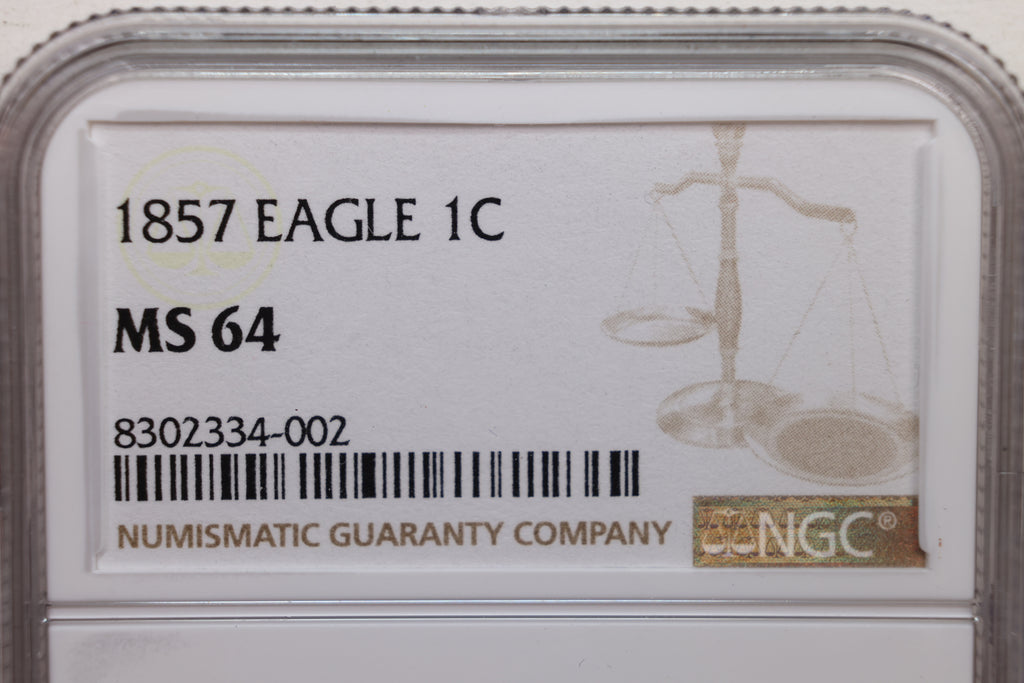 1857 EAGLE 1C
MS 64
8302334-002
NUMISMATIC GUARANTY COMPANY
NGC®